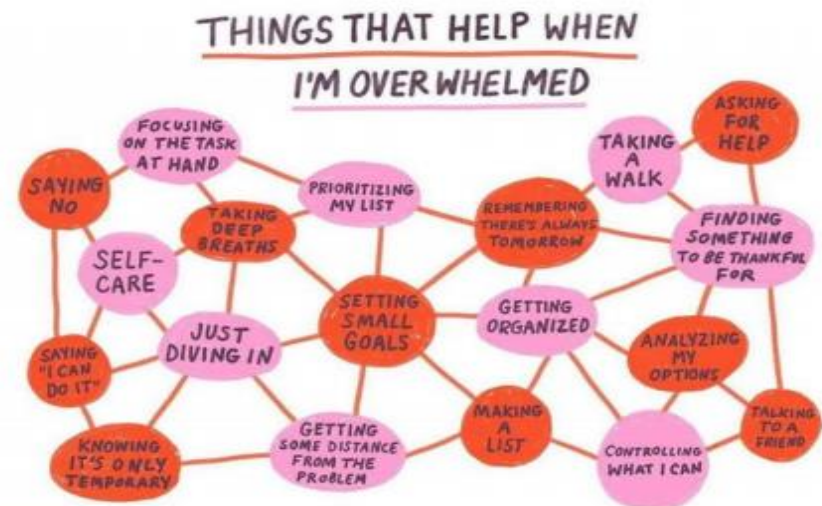 THINGS THAT HELP WHEN
I'M OVERWHELMED
FOCUSING
ON THE TASK
AT HAND
SAYING
NO
TAKING
DEEP
BREATHS
PRIORITIZING
MY LIST
REMEMBERING
THERE'S ALWAYS
TOMORROW
TAKING
A
WALK
ASKING
FOR
HELP
FINDING
SOMETHING
TO BE THANKFUL
FOR
SELF-
CARE
JUST
DIVING IN
SETTING
SMALL
GOALS
GETTING
ORGANIZED
ANALYZING
MY
OPTIONS
SAYING
"I CAN
DO IT"
KNOWING
IT'S ONLY
TEMPORARY
GETTING
SOME DISTANCE
FROM THE
PROBLEM
MAKING
A
LIST
CONTROLLING
WHAT I CAN
TALKING
TO A
FRIEND